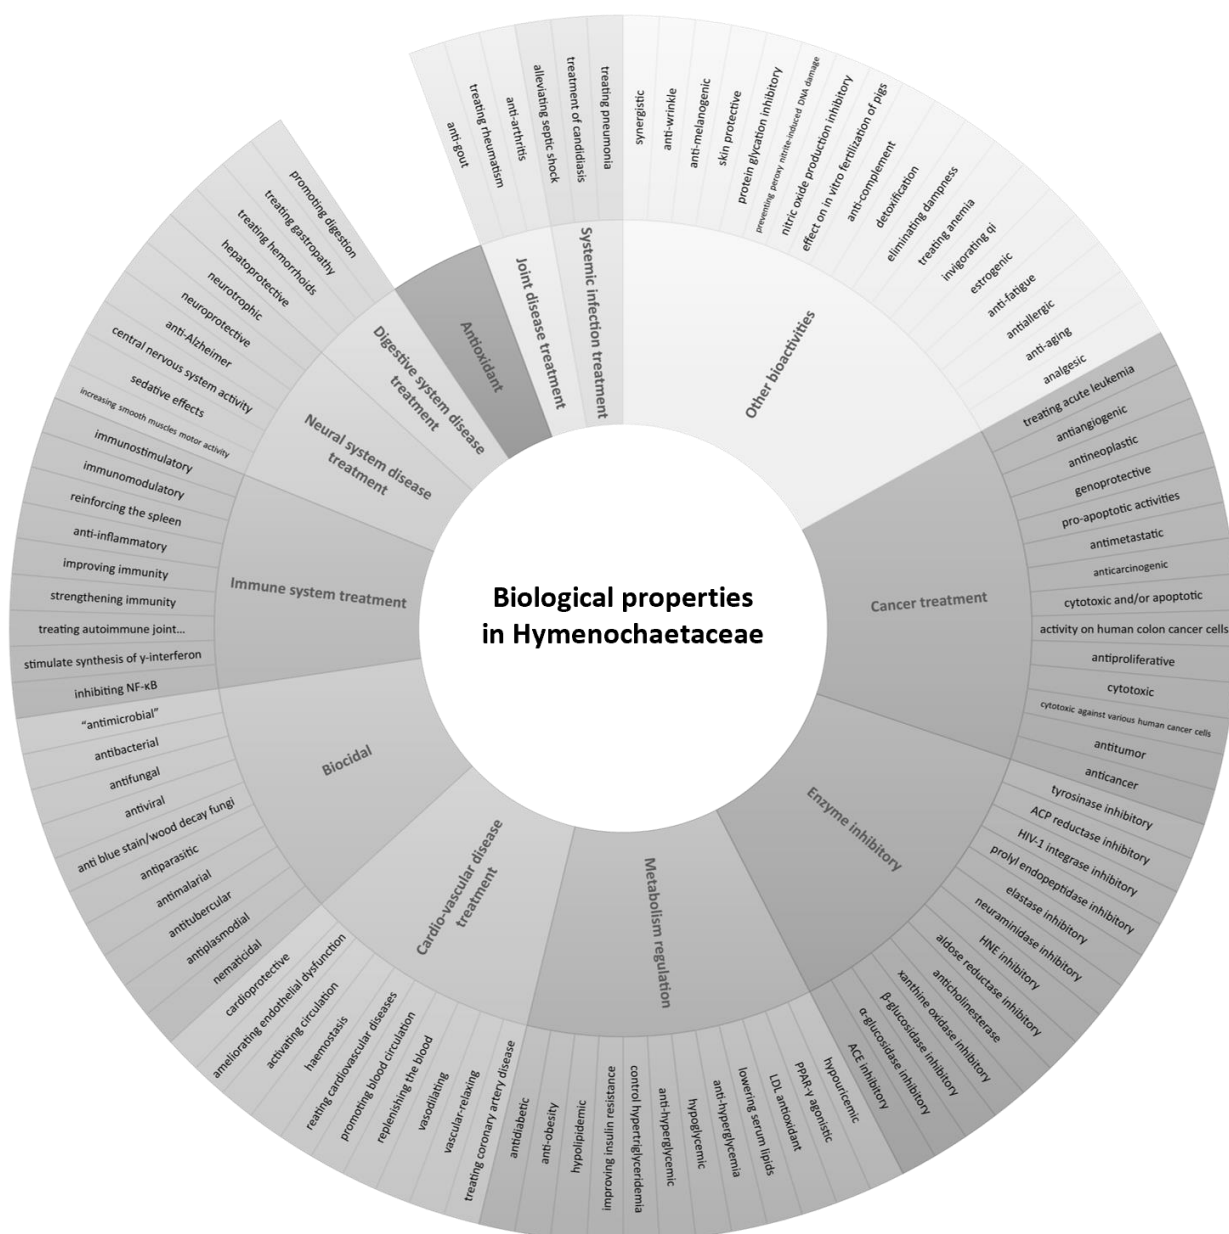 Biological properties
in Hymenochaetaceae
Other bioactivities
synergistic
anti-wrinkle
anti-melanogenic
skin protective
protein glycation inhibitory
preventing peroxy nitrite-induced DNA damage
nitric oxide production inhibitory
effect on in vitro fertilization of pigs
anti-complement
detoxification
eliminating dampness
treating anemia
invigorating qi
estrogenic
anti-fatigue
antiallergic
anti-aging
analgesic
Cancer treatment
treating acute leukemia
antiangiogenic
antineoplastic
genoprotective
pro-apoptotic activities
antimetastatic
anticarcinogenic
cytotoxic and/or apoptotic
activity on human colon cancer cells
antiproliferative
cytotoxic
cytotoxic against various human cancer cells
antitumor
anticancer
Enzyme inhibitory
tyrosinase inhibitory
ACP reductase inhibitory
HIV-1 integrase inhibitory
prolyl endopeptidase inhibitory
elastase inhibitory
neuraminidase inhibitory
HNE inhibitory
aldose reductase inhibitory
anticholinesterase
xanthine oxidase inhibitory
β-glucosidase inhibitory
α-glucosidase inhibitory
ACE inhibitory
Metabolism regulation
hypouricemic
PPAR-γ agonistic
LDL antioxidant
lowering serum lipids
anti-hyperglycemia
hypoglycemic
anti-hyperglycemic
control hypertriglyceridemia
improving insulin resistance
hypolipidemic
anti-obesity
antidiabetic
Cardio-vascular disease
treatment
treating coronary artery disease
vascular-relaxing
vasodilating
replenishing the blood
promoting blood circulation
reating cardiovascular diseases
haemostasis
activating circulation
ameliorating endothelial dysfunction
cardioprotective
Biocidal
nematicidal
antiplasmodial
antitubercular
antimalarial
antiparasitic
anti blue stain/wood decay fungi
antiviral
antifungal
antibacterial
“antimicrobial”
Immune system treatment
inhibiting NF-κB
stimulate synthesis of γ-interferon
treating autoimmune joint...
strengthening immunity
improving immunity
anti-inflammatory
reinforcing the spleen
immunomodulatory
immunostimulatory
Neural system disease
treatment
increasing smooth muscles motor activity
sedative effects
central nervous system activity
anti-Alzheimer
neuroprotective
neurotrophic
Digestive system disease
treatment
hepatoprotective
treating hemorrhoids
treating gastropathy
promoting digestion
Antioxidant
Joint disease treatment
anti-gout
treating rheumatism
anti-arthritis
Systemic infection treatment
alleviating septic shock
treatment of candidiasis
treating pneumonia